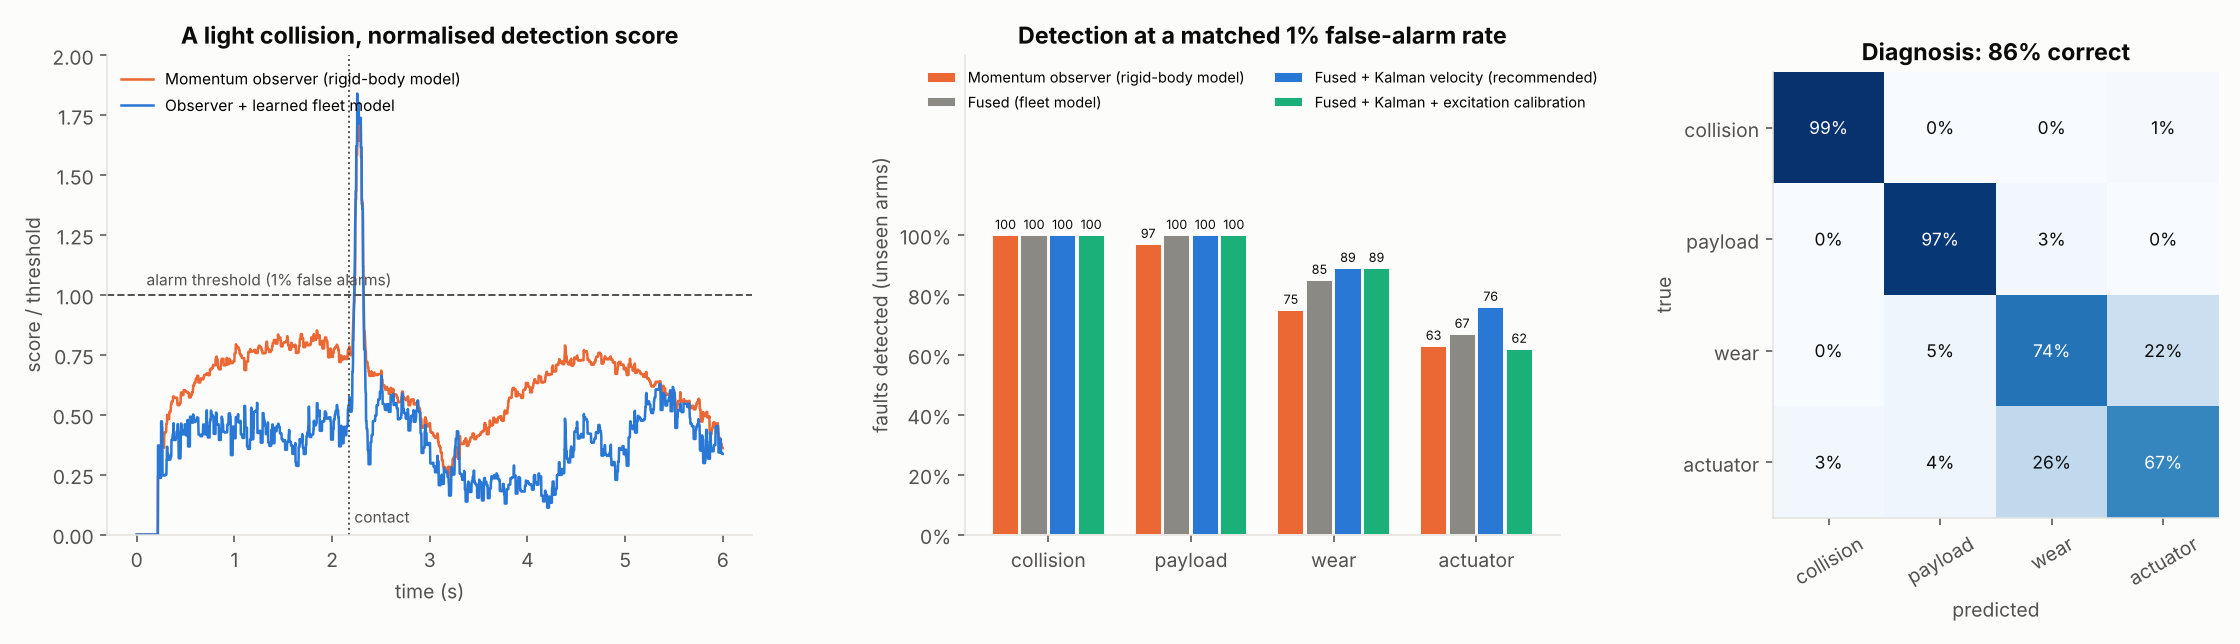 A light collision, normalised detection score
Momentum observer (rigid-body model)
Observer + learned fleet model
alarm threshold (1% false alarms)
contact
score / threshold
2.00
1.75
1.50
1.25
1.00
0.75
0.50
0.25
0.00
0 1 2 3 4 5 6
time (s)
Detection at a matched 1% false-alarm rate
Momentum observer (rigid-body model)
Fused (fleet model)
Fused + Kalman velocity (recommended)
Fused + Kalman + excitation calibration
faults detected (unseen arms)
100%
80%
60%
40%
20%
0%
100 100 100 100
97 100 100 100
75 85 89 89
63 67 76 62
collision payload wear actuator
Diagnosis: 86% correct
true
collision 99% 0% 0% 1%
payload 0% 97% 3% 0%
wear 0% 5% 74% 22%
actuator 3% 4% 26% 67%
collision payload wear actuator
predicted